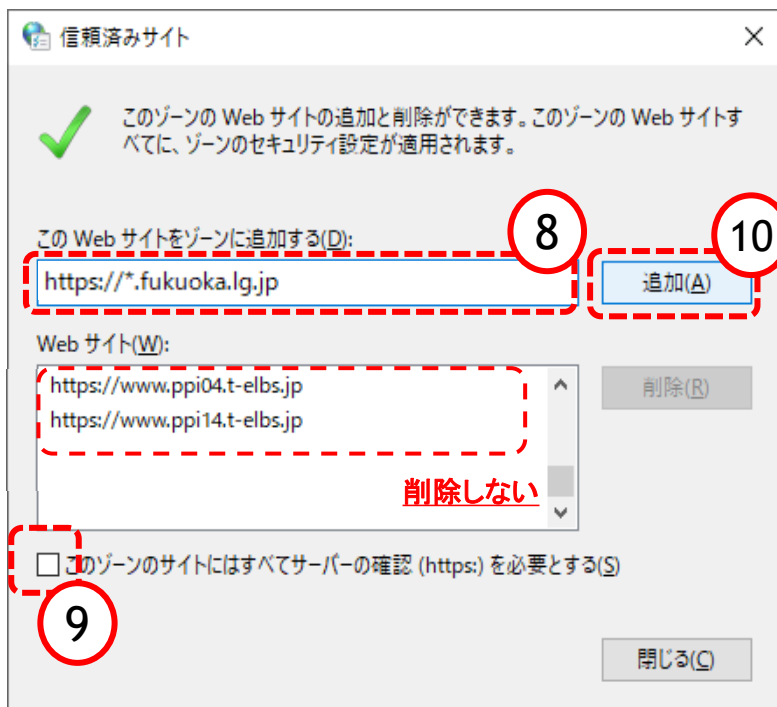 信頼済みサイト
このゾーンの Web サイトの追加と削除ができます。このゾーンの Web サイトす
べてに、ゾーンのセキュリティ設定が適用されます。
8
10
この Web サイトをゾーンに追加する(D):
https://*.fukuoka.lg.jp
追加(A)
Web サイト(W):
https://www.ppi04.t-elbs.jp
削除(R)
https://www.ppi14.t-elbs.jp
削除しない
このゾーンのサイトにはすべてサーバーの確認 (https:) を必要とする(S)
9
閉じる(C)